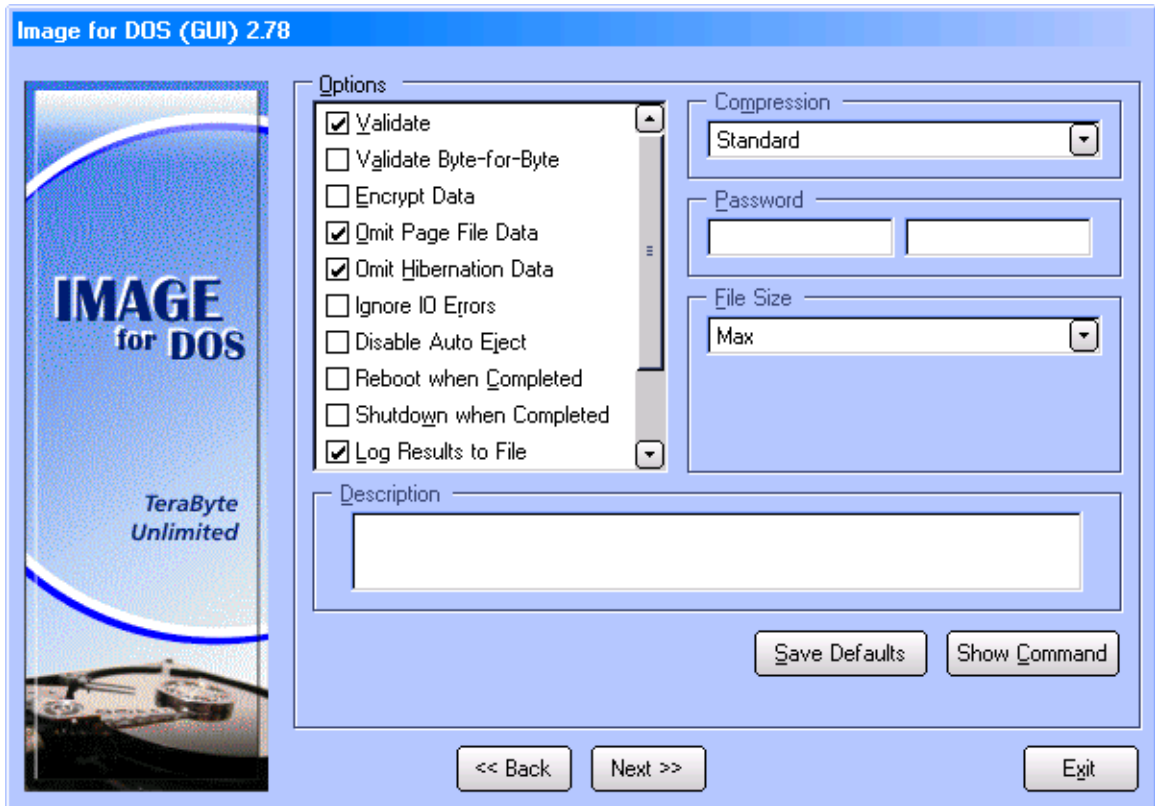 Image for DOS (GUI) 2.78
IMAGE
for DOS
TeraByte
Unlimited
Options
Validate
Validate Byte-for-Byte
Encrypt Data
Omit Page File Data
Omit Hibernation Data
Ignore IO Errors
Disable Auto Eject
Reboot when Completed
Shutdown when Completed
Log Results to File
Compression
Standard
Password
File Size
Max
Description
Save Defaults
Show Command
<< Back
Next >>
Exit